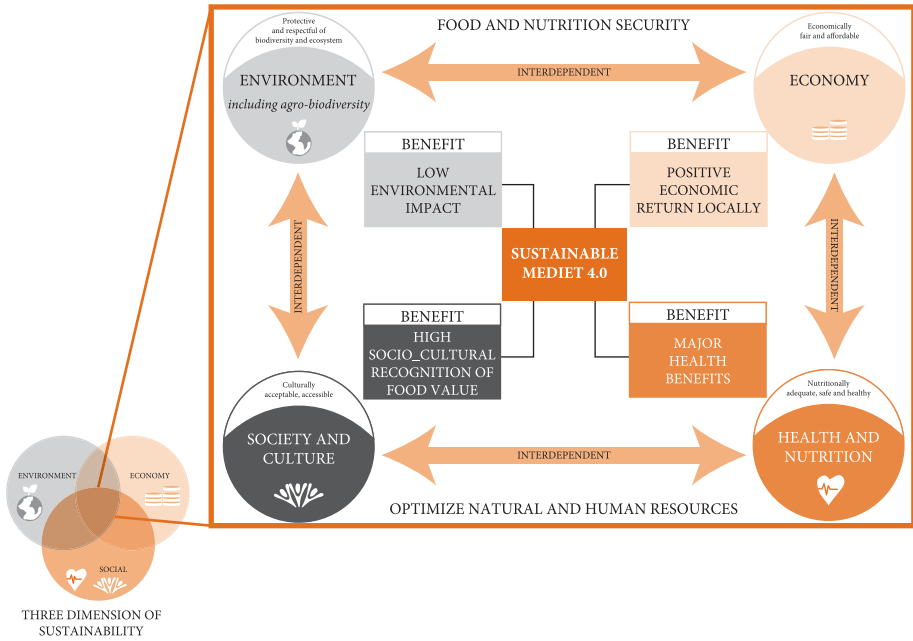 FOOD AND NUTRITION SECURITY
Protective
and respectful of
biodiversity and ecosystem
ENVIRONMENT
including agro-biodiversity
INTERDEPENDENT
Economically
fair and affordable
ECONOMY
BENEFIT
LOW
ENVIRONMENTAL
IMPACT
BENEFIT
POSITIVE
ECONOMIC
RETURN LOCALLY
INTERDEPENDENT
SUSTAINABLE
MEDIET 4.0
INTERDEPENDENT
BENEFIT
HIGH
SOCIO_CULTURAL
RECOGNITION OF
FOOD VALUE
BENEFIT
MAJOR
HEALTH
BENEFITS
Culturally
acceptable, accessible
SOCIETY AND
CULTURE
INTERDEPENDENT
Nutritionally
adequate, safe and healthy
HEALTH AND
NUTRITION
OPTIMIZE NATURAL AND HUMAN RESOURCES
ENVIRONMENT
ECONOMY
SOCIAL
THREE DIMENSION OF
SUSTAINABILITY